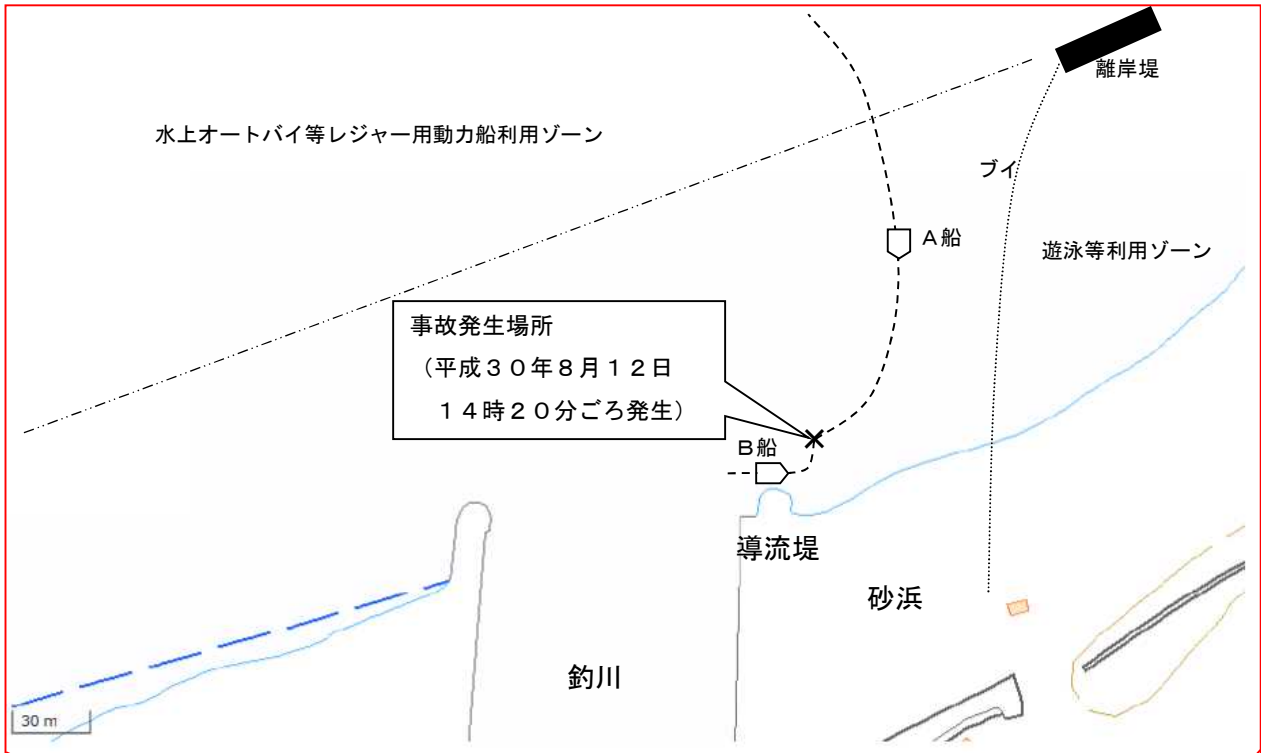 離岸堤
水上オートバイ等レジャー用動力船利用ゾーン
ブイ
A船
遊泳等利用ゾーン
事故発生場所
（平成３０年８月１２日
１４時２０分ごろ発生）
B船
導流堤
砂浜
釣川
30 m